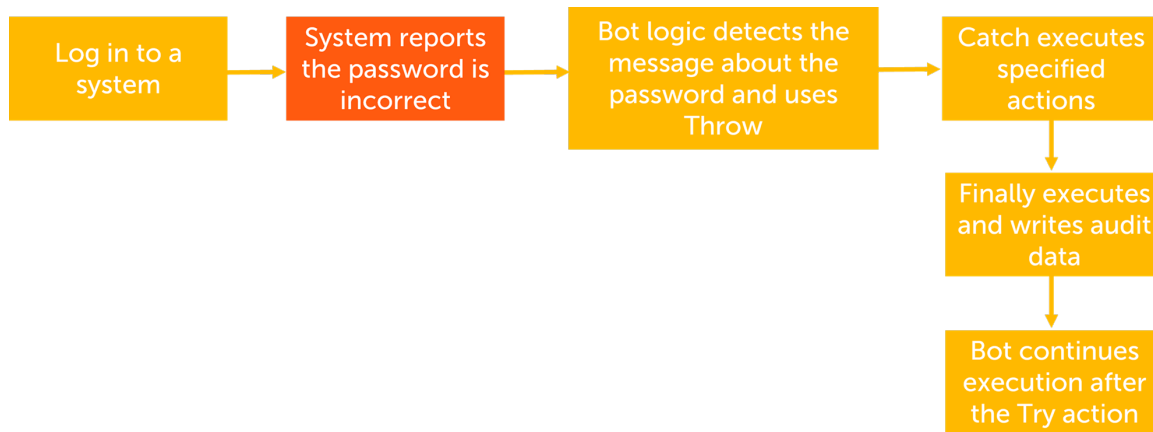 Log in to a
system
System reports
the password is
incorrect
Bot logic detects the
message about the
password and uses
Throw
Catch executes
specified
actions
Finally executes
and writes audit
data
Bot continues
execution after
the Try action